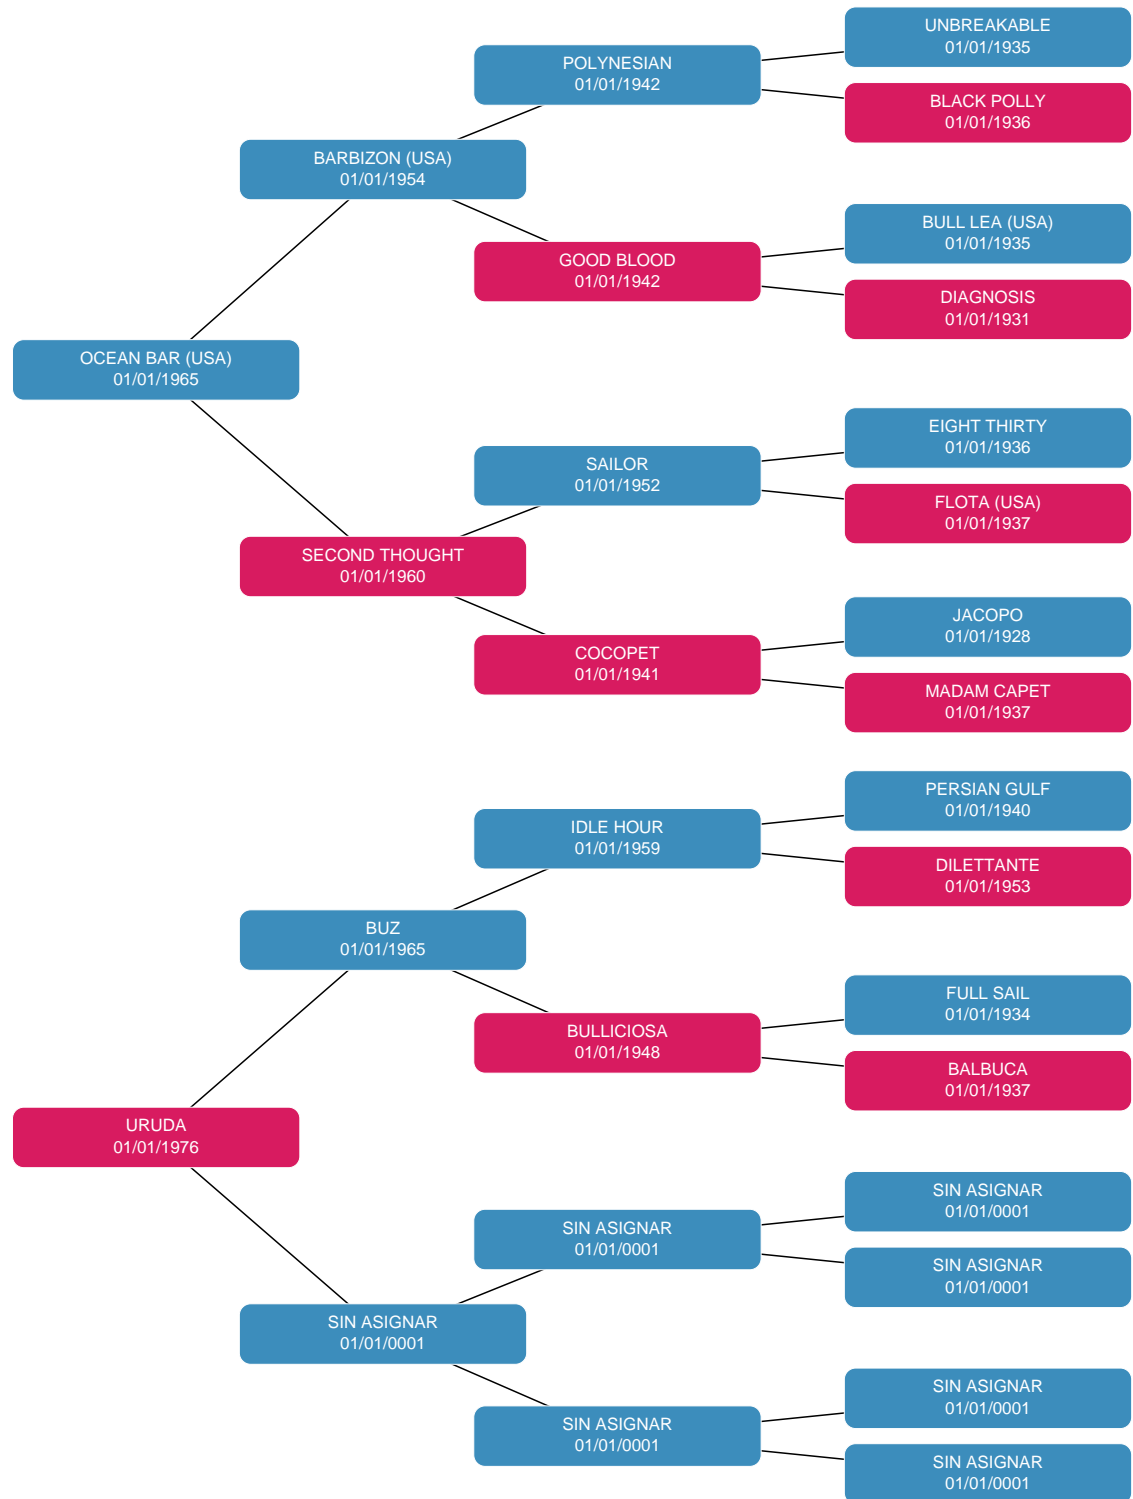 UNBREAKABLE
01/01/1935
POLYNESIAN
01/01/1942
BLACK POLLY
01/01/1936
BARBIZON (USA)
01/01/1954
BULL LEA (USA)
01/01/1935
GOOD BLOOD
01/01/1942
DIAGNOSIS
01/01/1931
OCEAN BAR (USA)
01/01/1965
EIGHT THIRTY
01/01/1936
SAILOR
01/01/1952
FLOTA (USA)
01/01/1937
SECOND THOUGHT
01/01/1960
JACOPO
01/01/1928
COCOPET
01/01/1941
MADAM CAPET
01/01/1937
PERSIAN GULF
01/01/1940
IDLE HOUR
01/01/1959
DILETTANTE
01/01/1953
BUZ
01/01/1965
FULL SAIL
01/01/1934
BULLICIOSA
01/01/1948
BALBUCA
01/01/1937
URUDA
01/01/1976
SIN ASIGNAR
01/01/0001
SIN ASIGNAR
01/01/0001
SIN ASIGNAR
01/01/0001
SIN ASIGNAR
01/01/0001
SIN ASIGNAR
01/01/0001
SIN ASIGNAR
01/01/0001
SIN ASIGNAR
01/01/0001